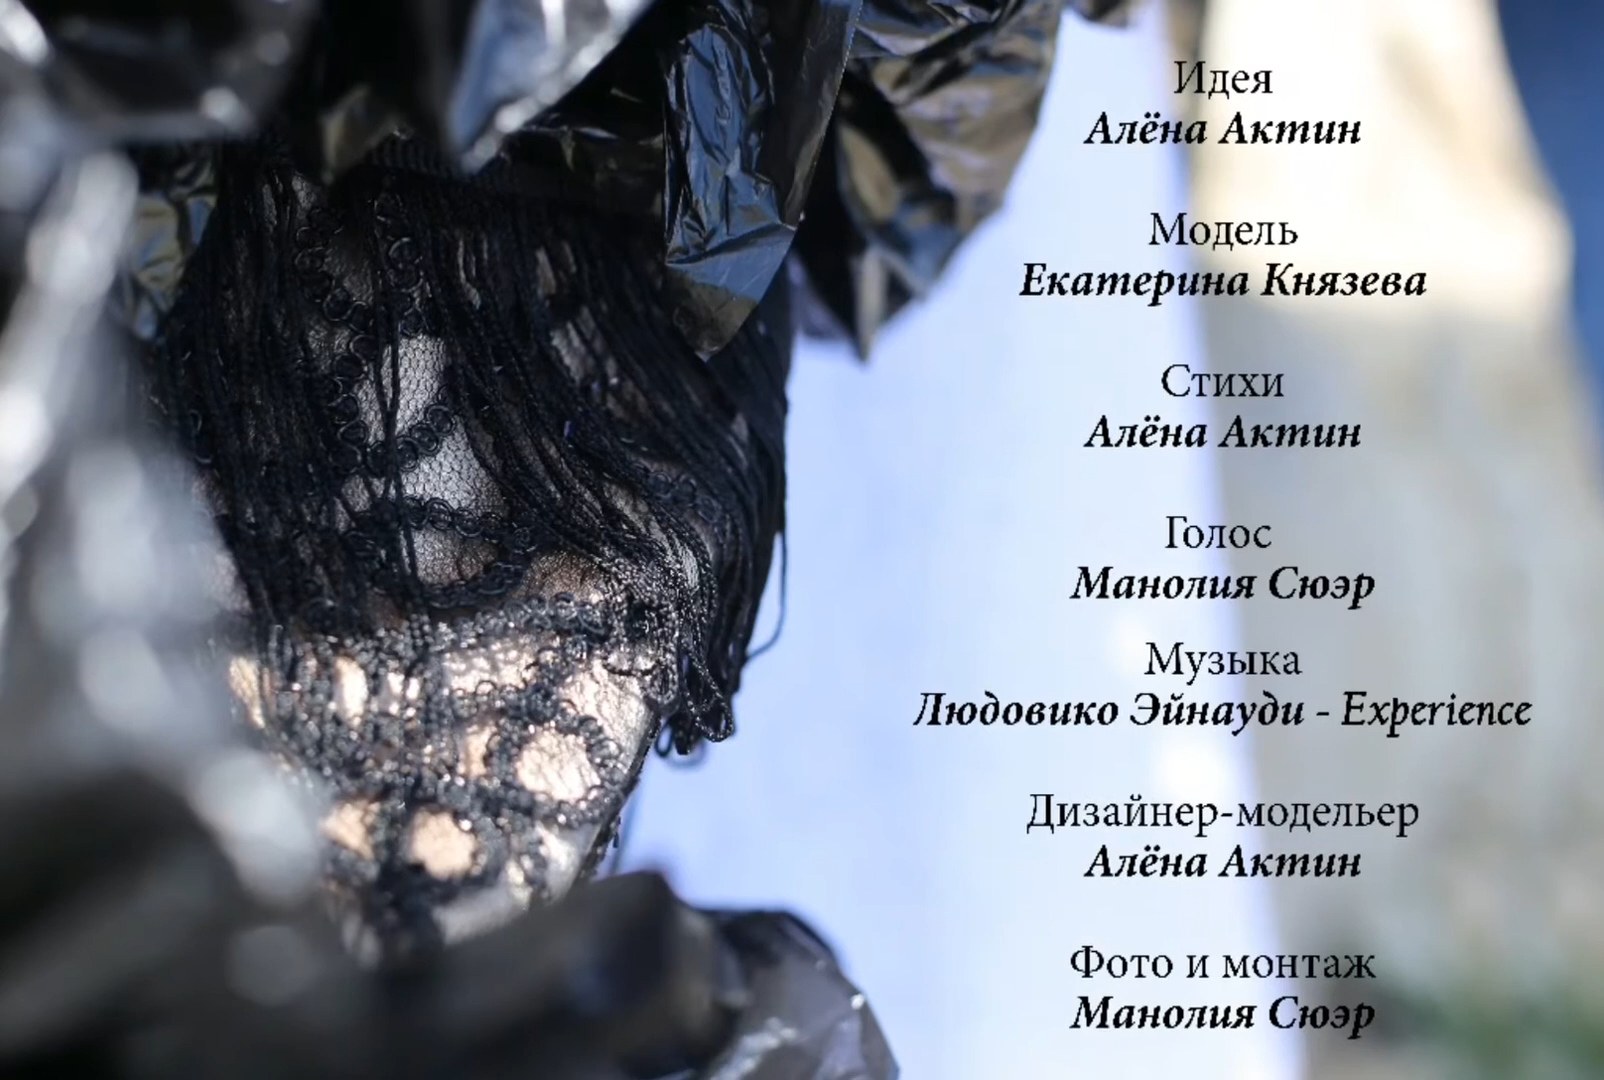 Идея
Алёна Актин
Модель
Екатерина Князева
Стихи
Алёна Актин
Голос
Манолия Сюэр
Музыка
Людовико Эйнауди - Experience
Дизайнер-модельер
Алёна Актин
Фото и монтаж
Манолия Сюэр